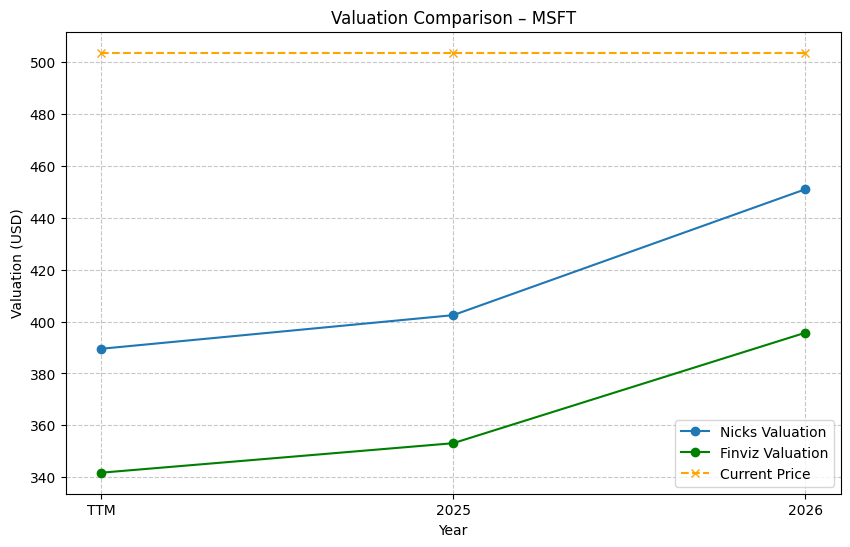 Valuation Comparison – MSFT
Valuation (USD)
500
480
460
440
420
400
380
360
340
TTM
2025
2026
Year
Nicks Valuation
Finviz Valuation
Current Price